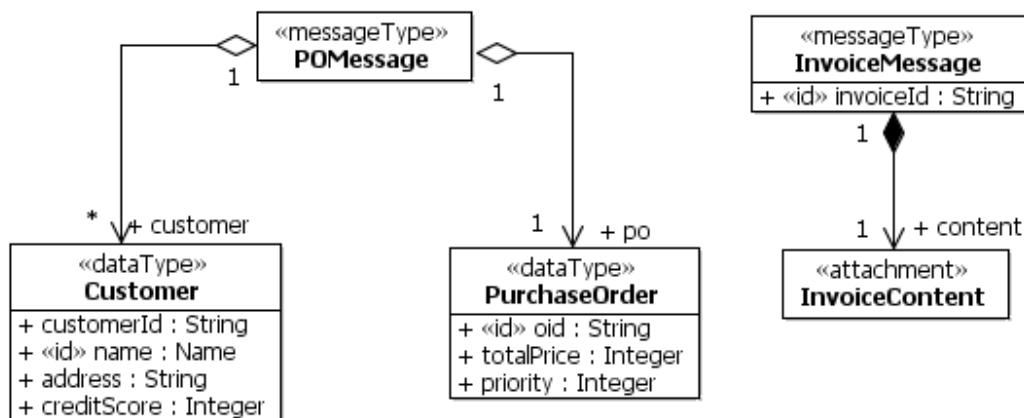 «messageType»
POMessage
1
1
*
+ customer
1
+ po
«dataType»
Customer
+ customerId : String
+ «id» name : Name
+ address : String
+ creditScore : Integer
«dataType»
PurchaseOrder
+ «id» oid : String
+ totalPrice : Integer
+ priority : Integer
«messageType»
InvoiceMessage
+ «id» invoiceId : String
1
1
+ content
«attachment»
InvoiceContent